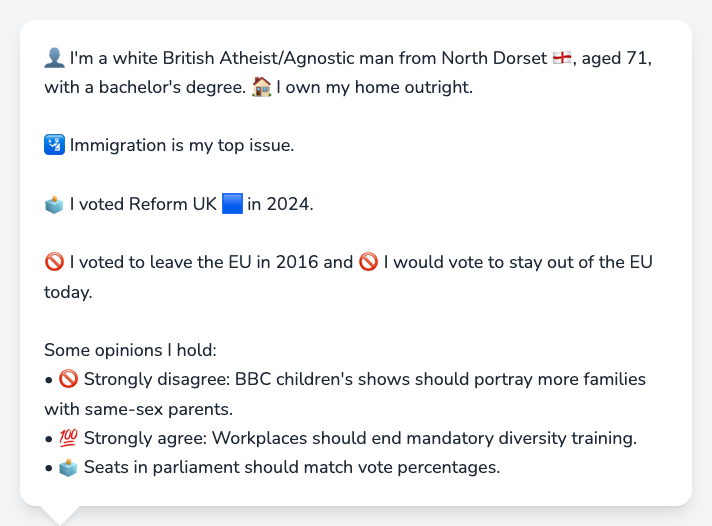 👤 I'm a white British Atheist/Agnostic man from North Dorset 🏴󠁧󠁢󠁥󠁮󠁧󠁿, aged 71,
with a bachelor's degree. 🏠 I own my home outright.
🛂 Immigration is my top issue.
🗳️ I voted Reform UK 🟦 in 2024.
🚫 I voted to leave the EU in 2016 and 🚫 I would vote to stay out of the EU
today.
Some opinions I hold:
• 🚫 Strongly disagree: BBC children's shows should portray more families
with same-sex parents.
• 💯 Strongly agree: Workplaces should end mandatory diversity training.
• 🗳️ Seats in parliament should match vote percentages.